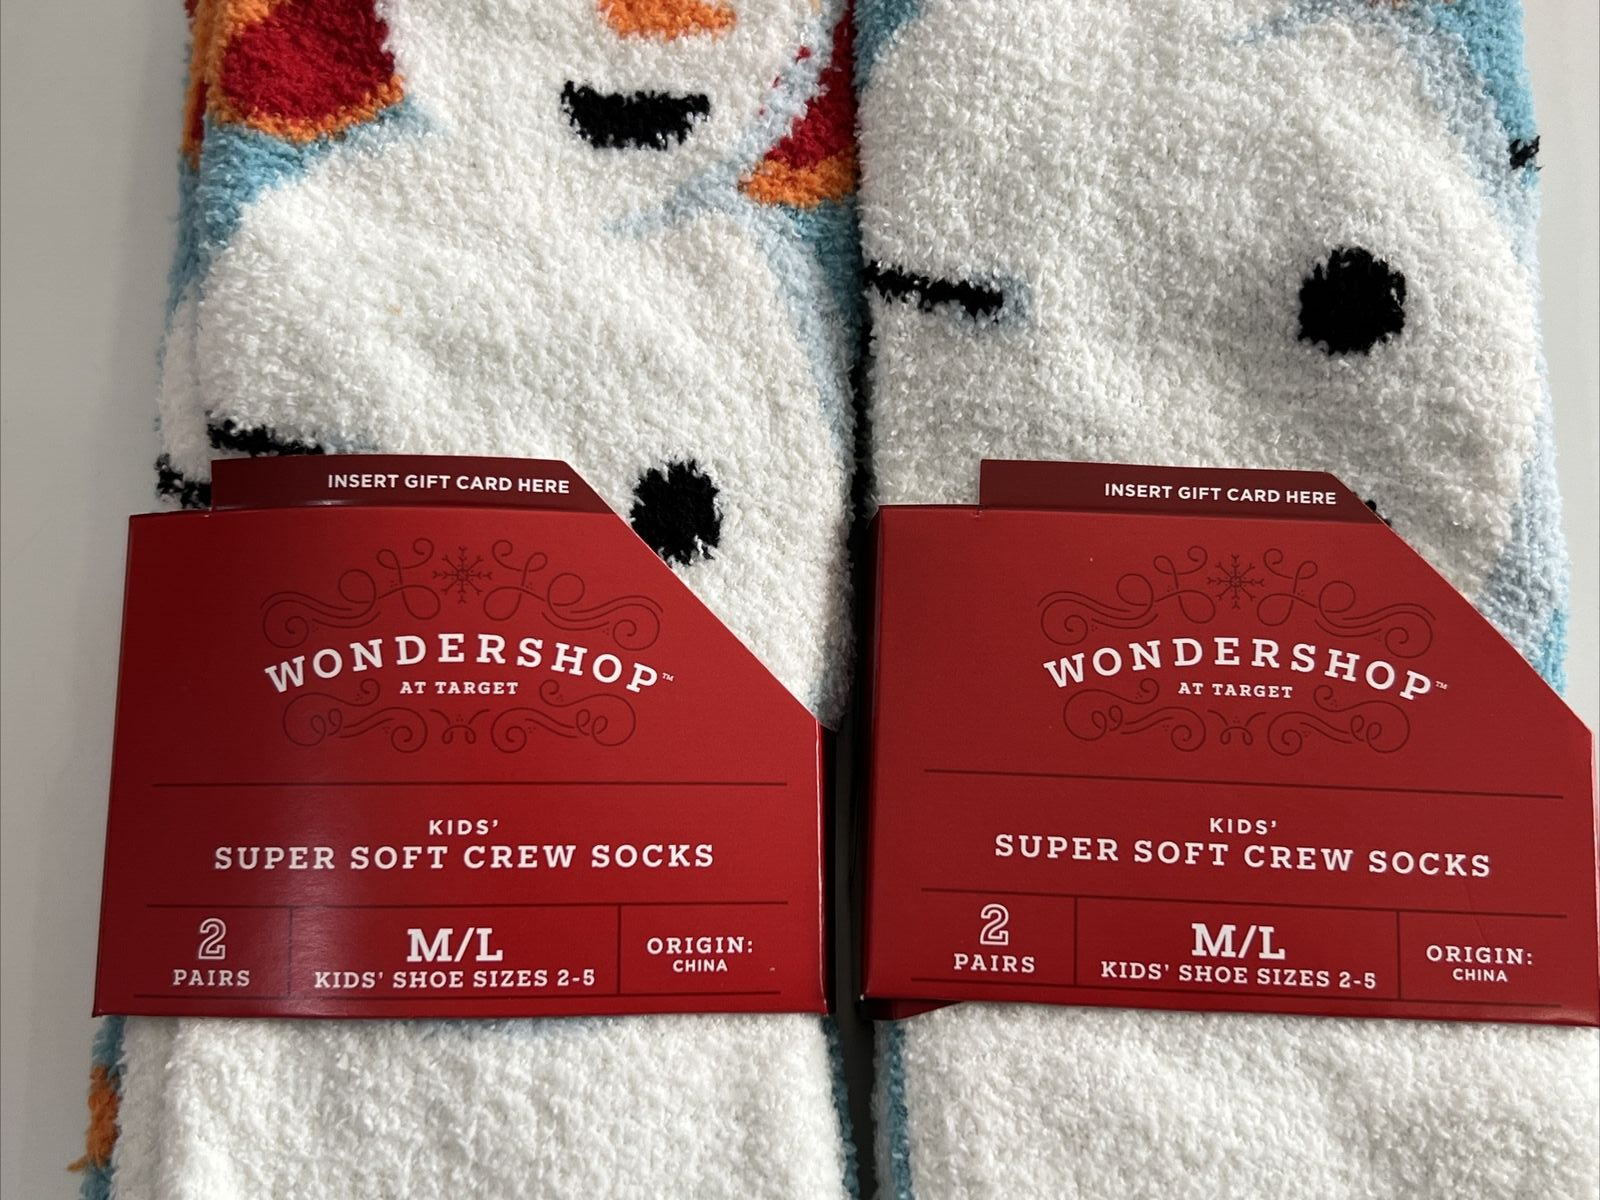 INSERT GIFT CARD HERE
WONDERSHOP™
AT TARGET
KIDS'
SUPER SOFT CREW SOCKS
2
PAIRS
M/L
KIDS' SHOE SIZES 2-5
ORIGIN:
CHINA
INSERT GIFT CARD HERE
WONDERSHOP™
AT TARGET
KIDS'
SUPER SOFT CREW SOCKS
2
PAIRS
M/L
KIDS' SHOE SIZES 2-5
ORIGIN:
CHINA